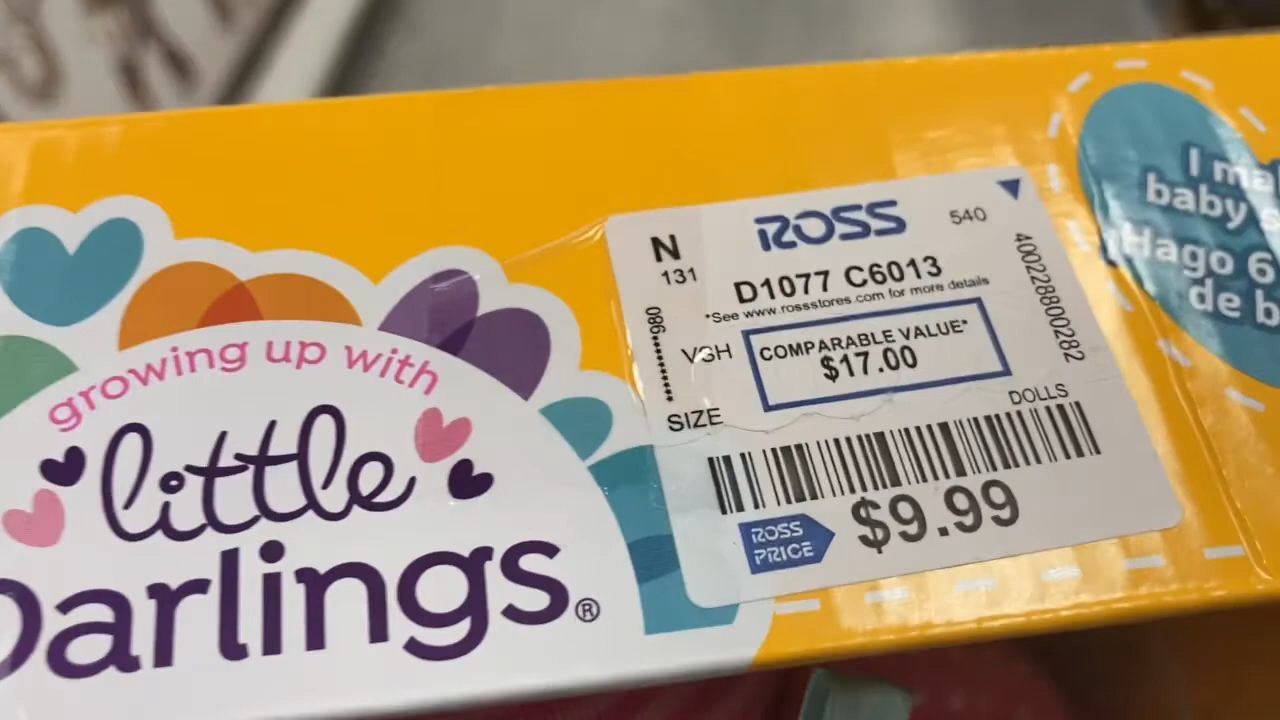 growing up with
little
Darlings®
N
131
ROSS
540
D1077 C6013
*See www.rossstores.com for more details
400228800282
VGH
COMPARABLE VALUE*
$17.00
SIZE
DOLLS
ROSS
PRICE
$9.99
I
baby
¡Hago 6
de